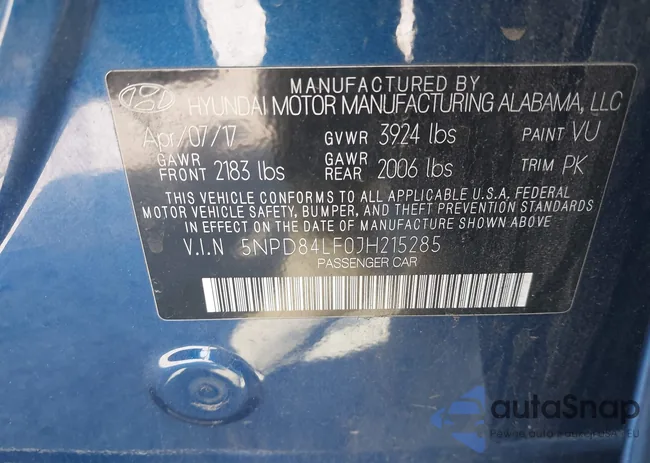 MANUFACTURED BY
HYUNDAI MOTOR MANUFACTURING ALABAMA, LLC
Apr/07/17 GVWR 3924 lbs PAINT VU
GAWR FRONT 2183 lbs GAWR REAR 2006 lbs TRIM PK
THIS VEHICLE CONFORMS TO ALL APPLICABLE U.S.A. FEDERAL
MOTOR VEHICLE SAFETY, BUMPER, AND THEFT PREVENTION STANDARDS
IN EFFECT ON THE DATE OF MANUFACTURE SHOWN ABOVE
V.I.N 5NPD84LF0JH215285
PASSENGER CAR
autoSnap